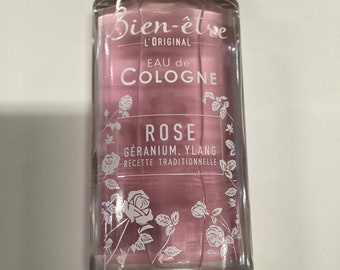 Bien-être
L'ORIGINAL
EAU de
COLOGNE
ROSE
GÉRANIUM, YLANG
RECETTE TRADITIONNELLE